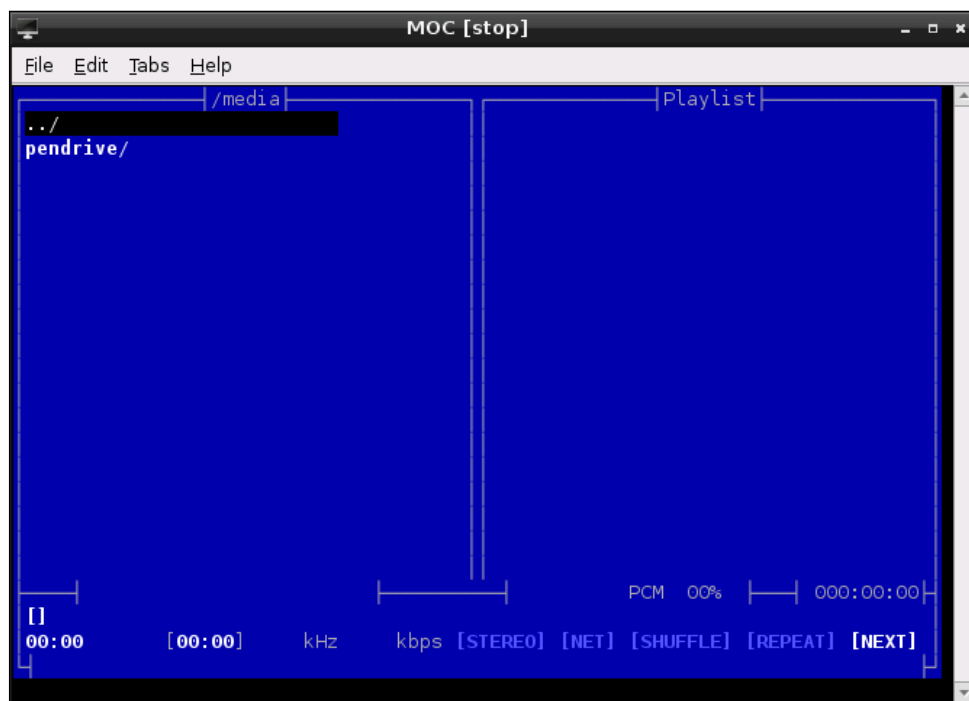 MOC [stop]
File Edit Tabs Help
/media
Playlist
../
pendrive/
PCM 00% 000:00:00
[]
00:00 [00:00] kHz kbps [STEREO] [NET] [SHUFFLE] [REPEAT] [NEXT]